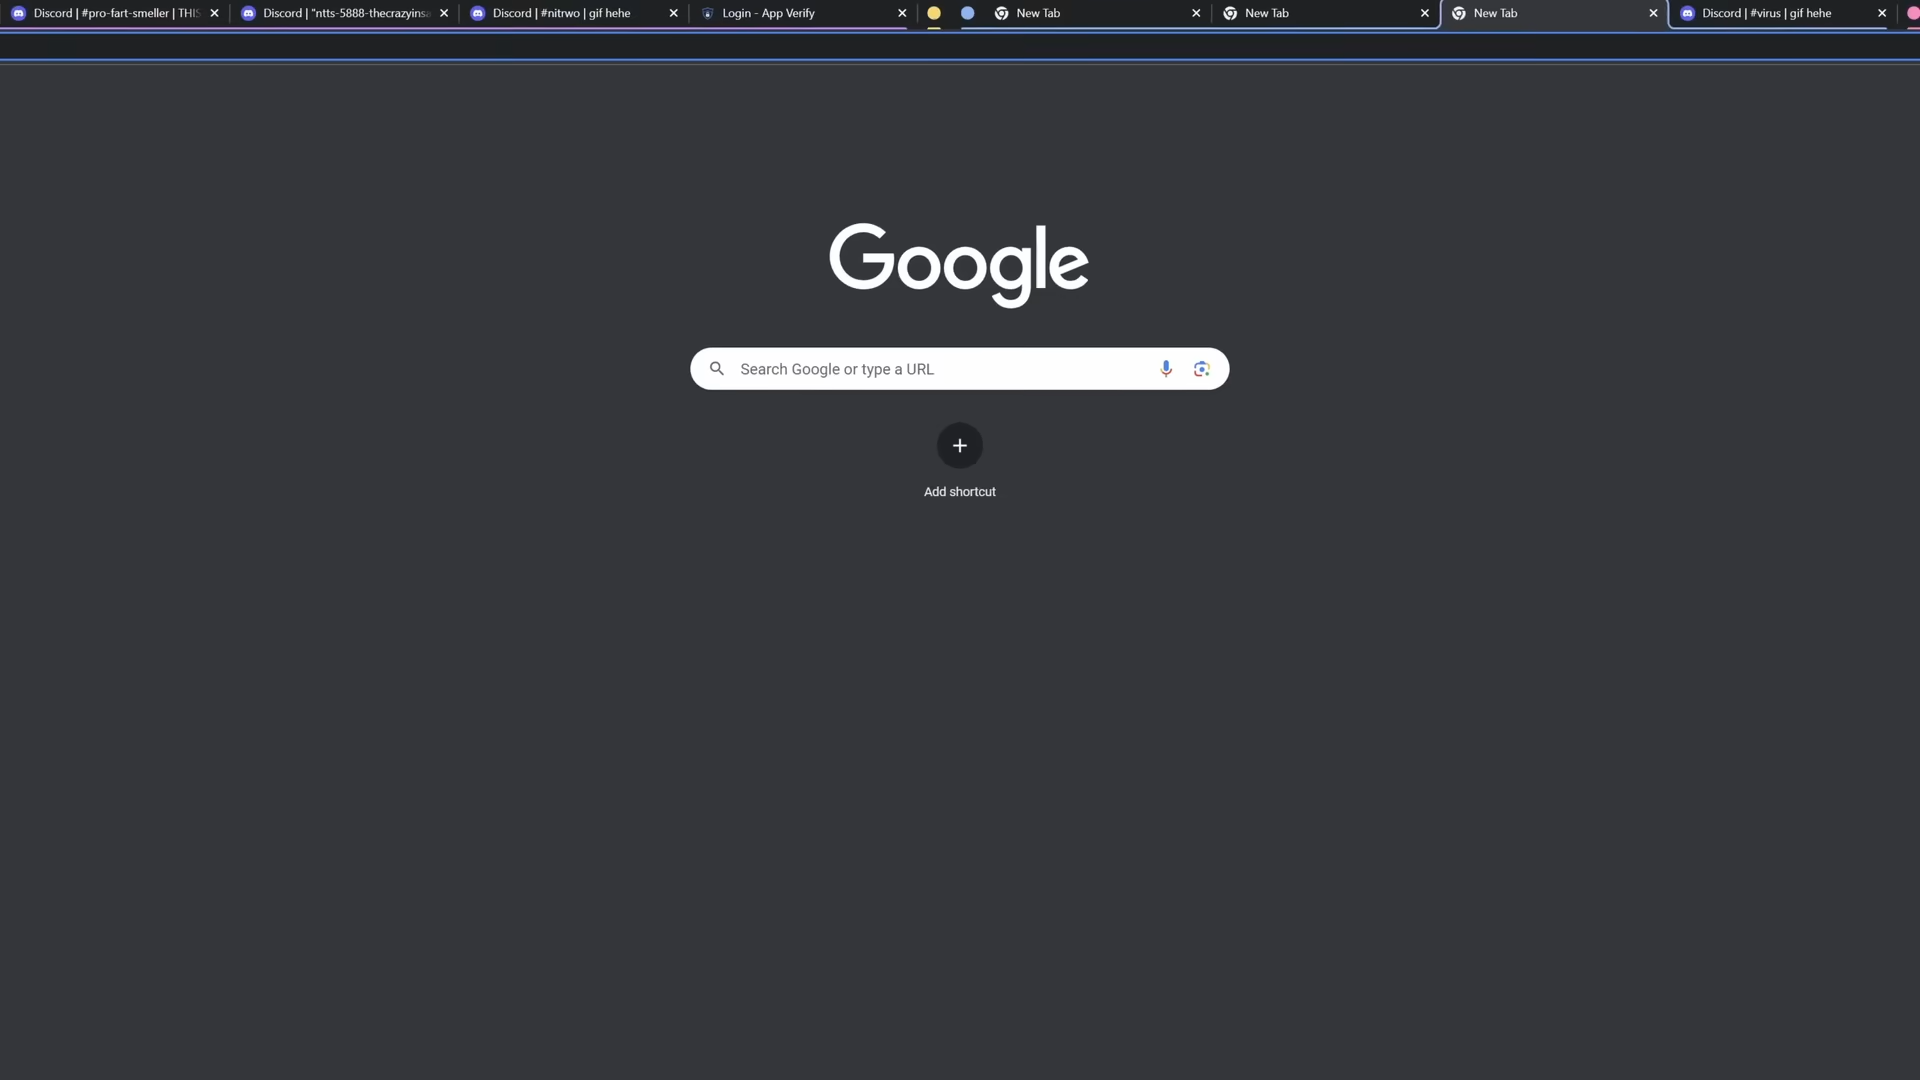 Discord | #pro-fart-smeller | THIS
Discord | "ntts-5888-thecrazyinsa
Discord | #nitrwo | gif hehe
Login - App Verify
New Tab
New Tab
New Tab
Discord | #virus | gif hehe
Google
Search Google or type a URL
Add shortcut